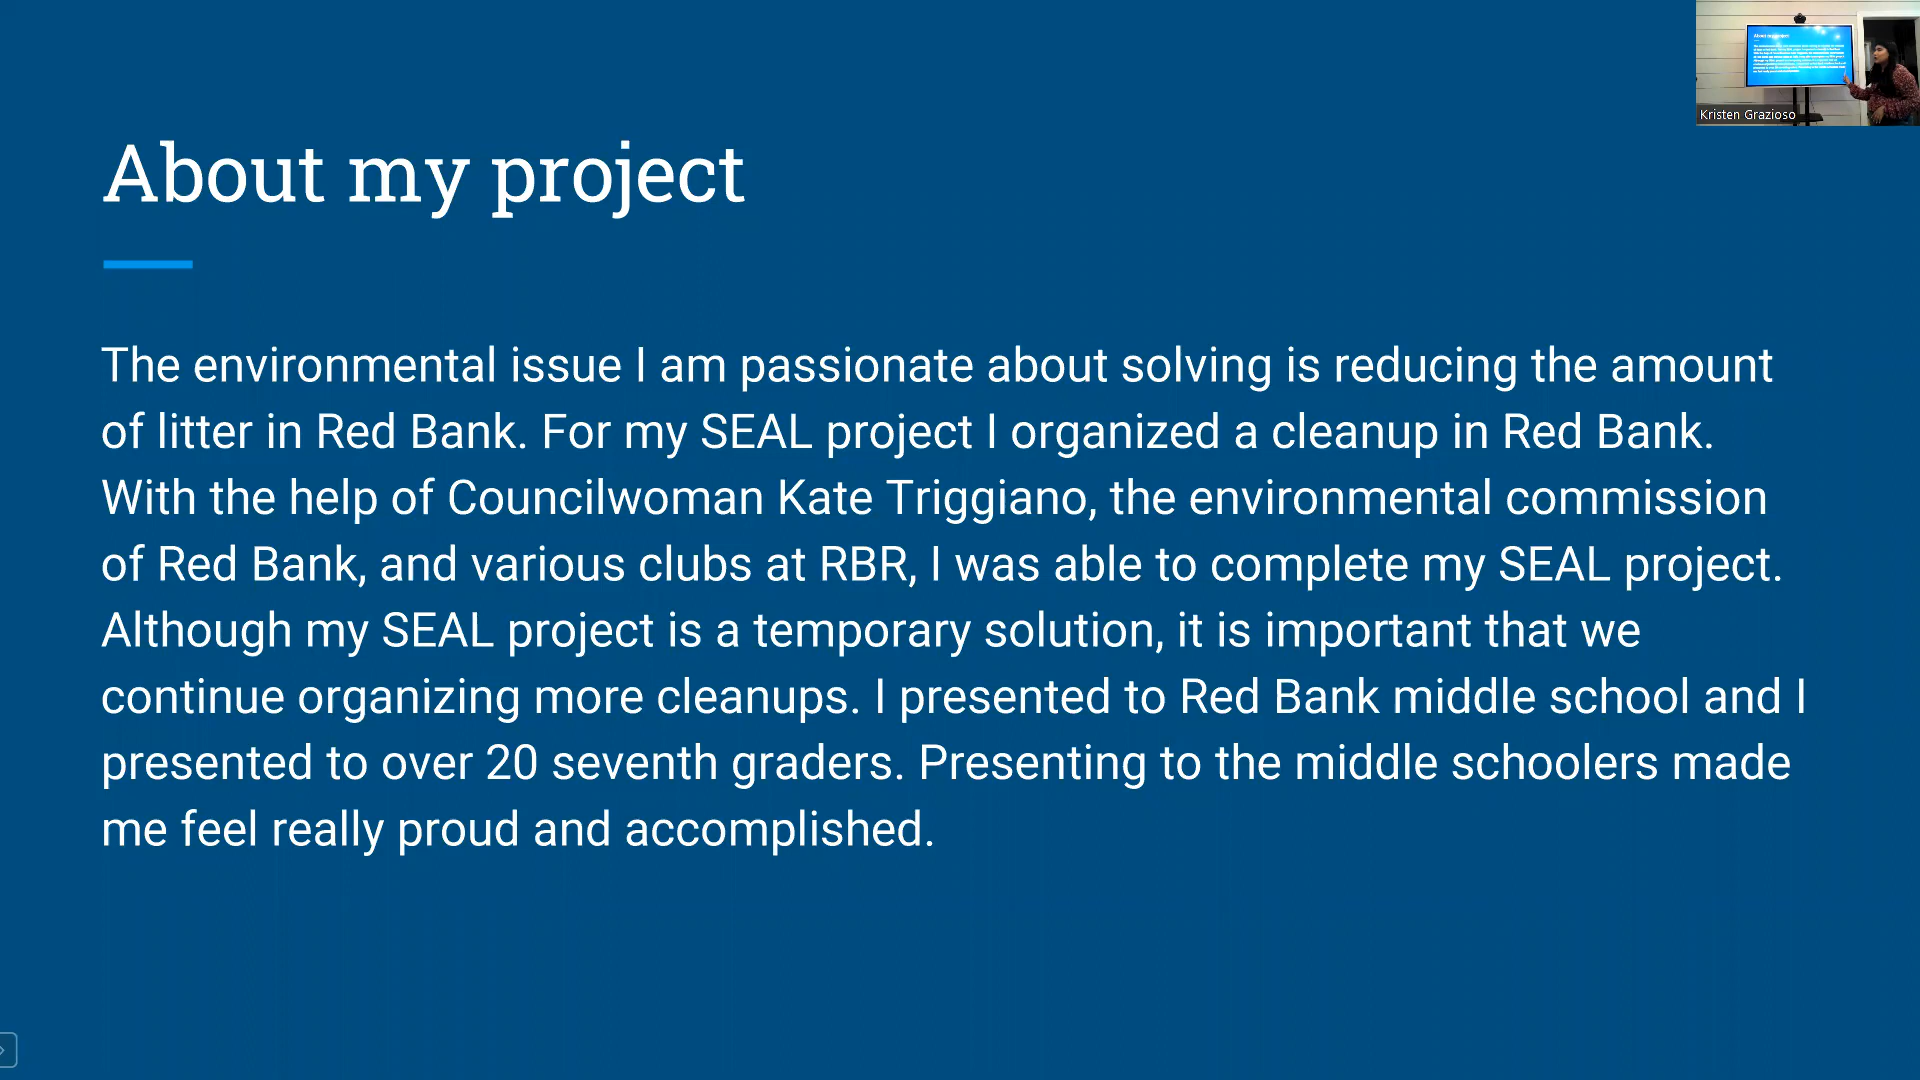 About my project
The environmental issue I am passionate about solving is reducing the amount
of litter in Red Bank. For my SEAL project I organized a cleanup in Red Bank.
With the help of Councilwoman Kate Triggiano, the environmental commission
of Red Bank, and various clubs at RBR, I was able to complete my SEAL project.
Although my SEAL project is a temporary solution, it is important that we
continue organizing more cleanups. I presented to Red Bank middle school and I
presented to over 20 seventh graders. Presenting to the middle schoolers made
me feel really proud and accomplished.
Kristen Grazioso